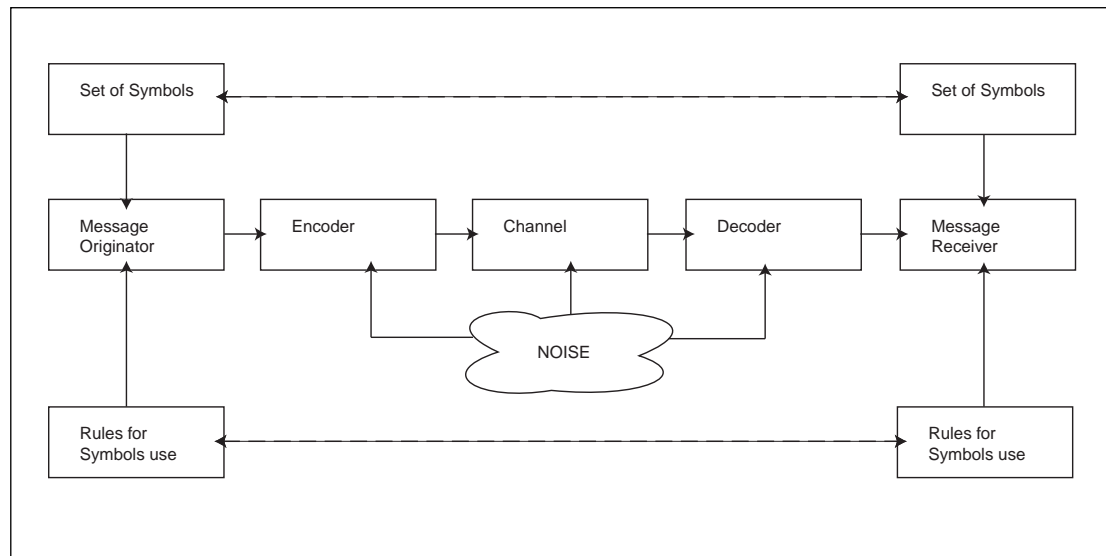 Set of Symbols
Set of Symbols
Message
Originator
Encoder
Channel
Decoder
Message
Receiver
NOISE
Rules for
Symbols use
Rules for
Symbols use